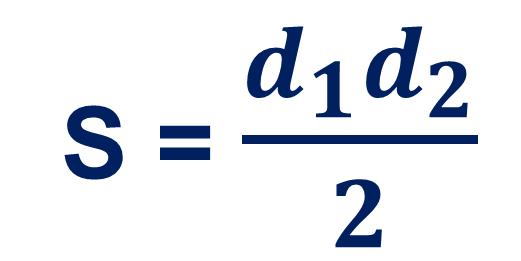 S = d₁d₂
2